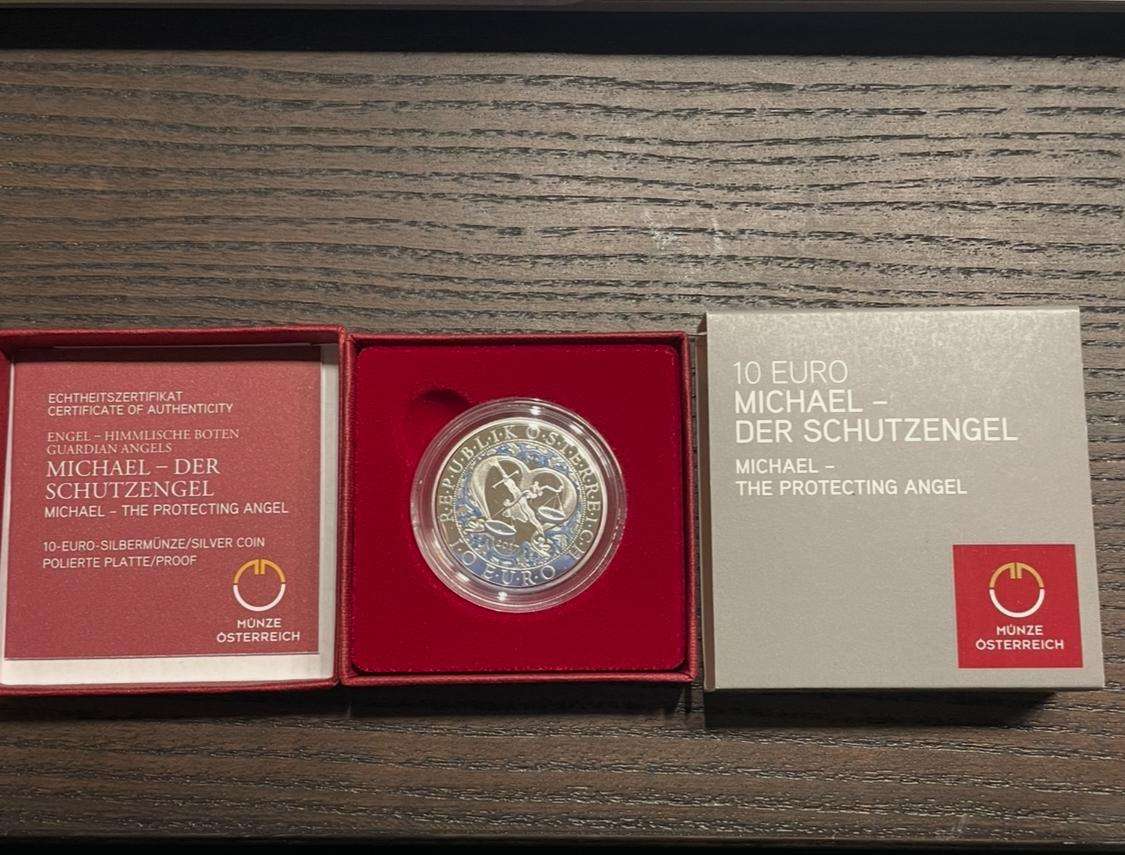 ECHTHEITSZERTIFIKAT
CERTIFICATE OF AUTHENTICITY
ENGEL – HIMMLISCHE BOTEN
GUARDIAN ANGELS
MICHAEL – DER
SCHUTZENGEL
MICHAEL – THE PROTECTING ANGEL
10-EURO-SILBERMÜNZE/SILVER COIN
POLIERTE PLATTE/PROOF
MÜNZE
ÖSTERREICH
REPUBLIK ÖSTERREICH
10 EURO
10 EURO
MICHAEL –
DER SCHUTZENGEL
MICHAEL –
THE PROTECTING ANGEL
MÜNZE
ÖSTERREICH